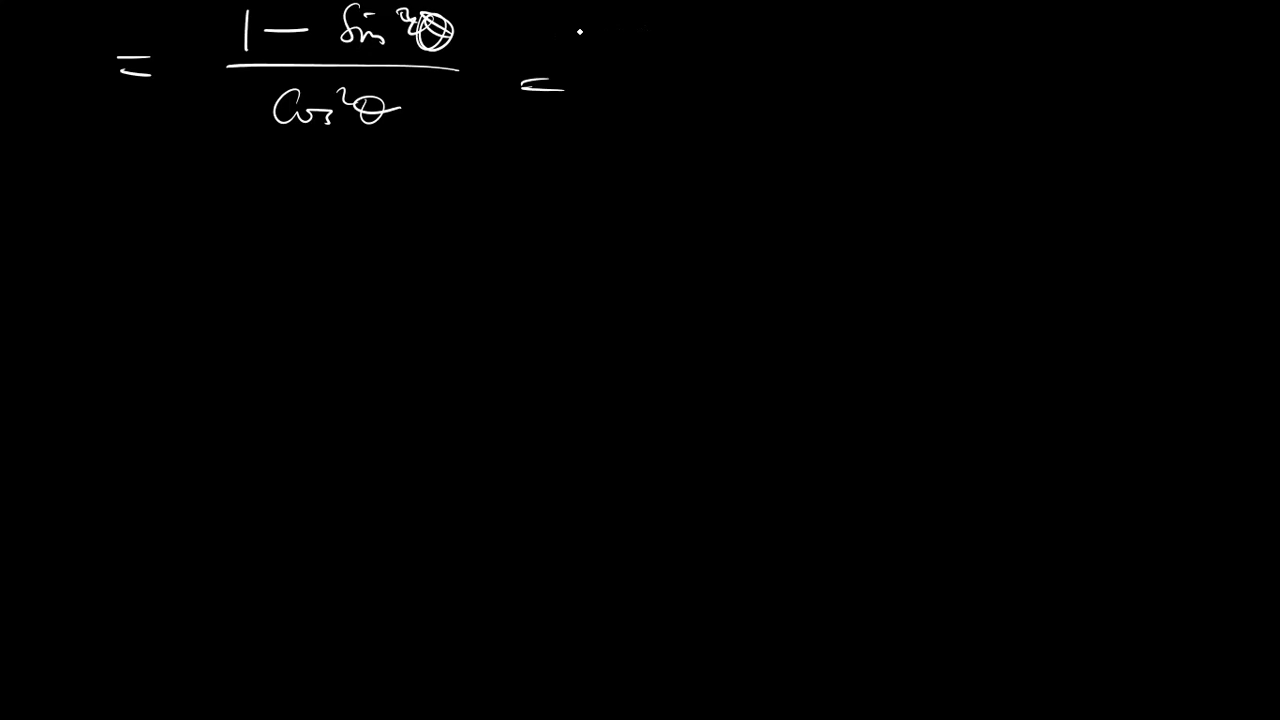 = (1 - Sin²θ) / (Cos²θ) =